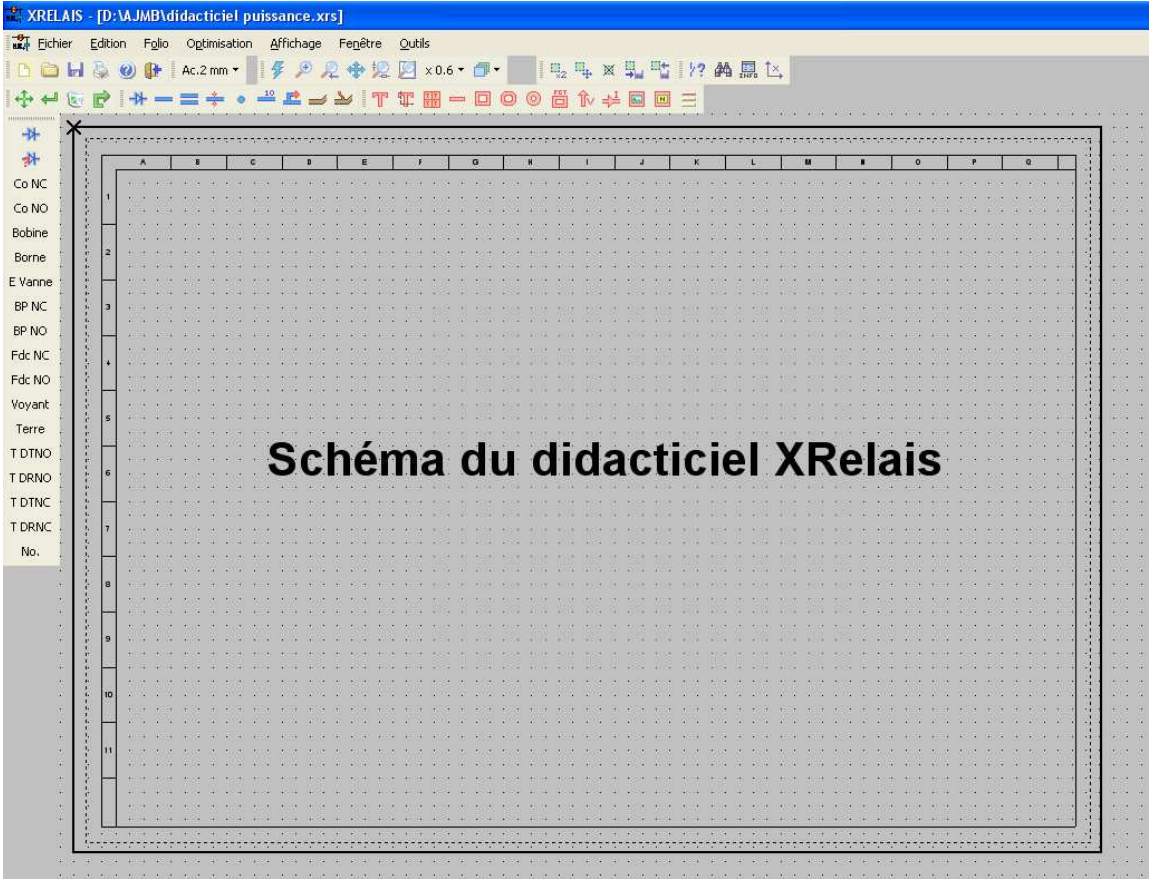 XRELAIS - [D:\AJMB\didacticiel puissance.xrs]
Fichier Edition Folio Optimisation Affichage Fenêtre Outils
Ac.2 mm x 0.6
Co NC
Co NO
Bobine
Borne
E Vanne
BP NC
BP NO
Fdc NC
Fdc NO
Voyant
Terre
T DTNO
T DRNO
T DTNC
T DRNC
No.
A B C D E F G H I J K L M N O P Q
1
2
3
4
5
6
7
8
9
10
11
Schéma du didacticiel XRelais